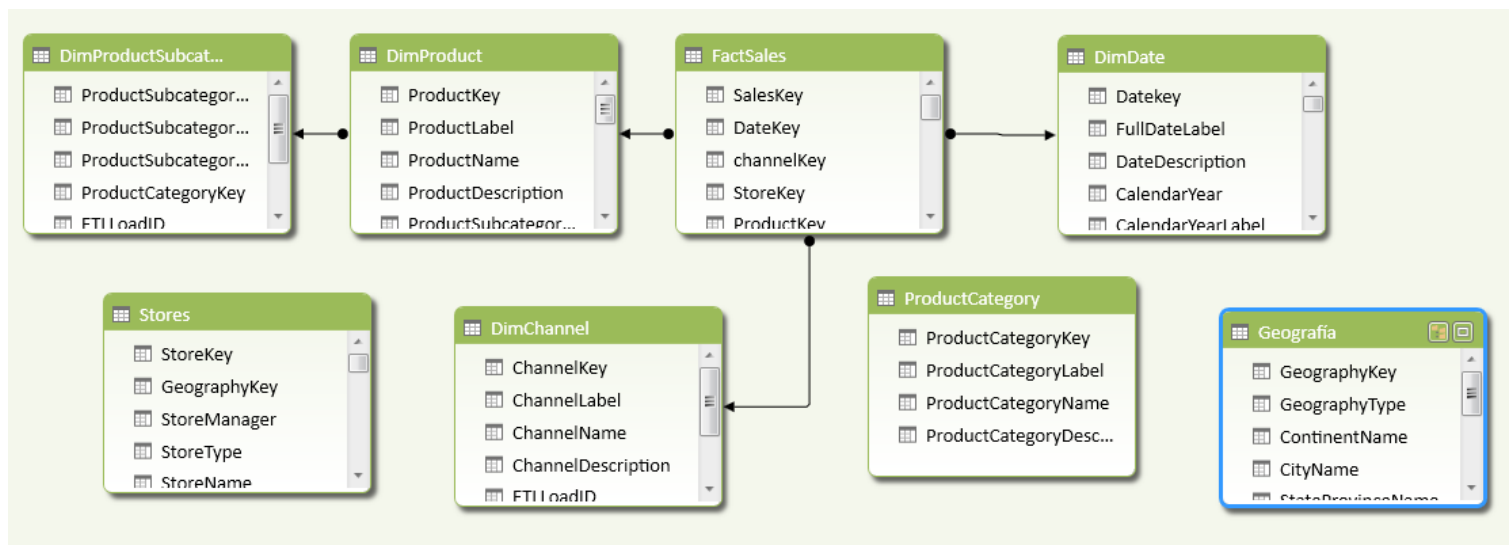 DimProductSubcat...
ProductSubcategor...
ProductSubcategor...
ProductSubcategor...
ProductCategoryKey
ETLLoadID
DimProduct
ProductKey
ProductLabel
ProductName
ProductDescription
ProductSubcategor...
FactSales
SalesKey
DateKey
channelKey
StoreKey
ProductKey
DimDate
Datekey
FullDateLabel
DateDescription
CalendarYear
CalendarYearLabel
Stores
StoreKey
GeographyKey
StoreManager
StoreType
StoreName
DimChannel
ChannelKey
ChannelLabel
ChannelName
ChannelDescription
ETLLoadID
ProductCategory
ProductCategoryKey
ProductCategoryLabel
ProductCategoryName
ProductCategoryDesc...
Geografía
GeographyKey
GeographyType
ContinentName
CityName
StateProvinceName